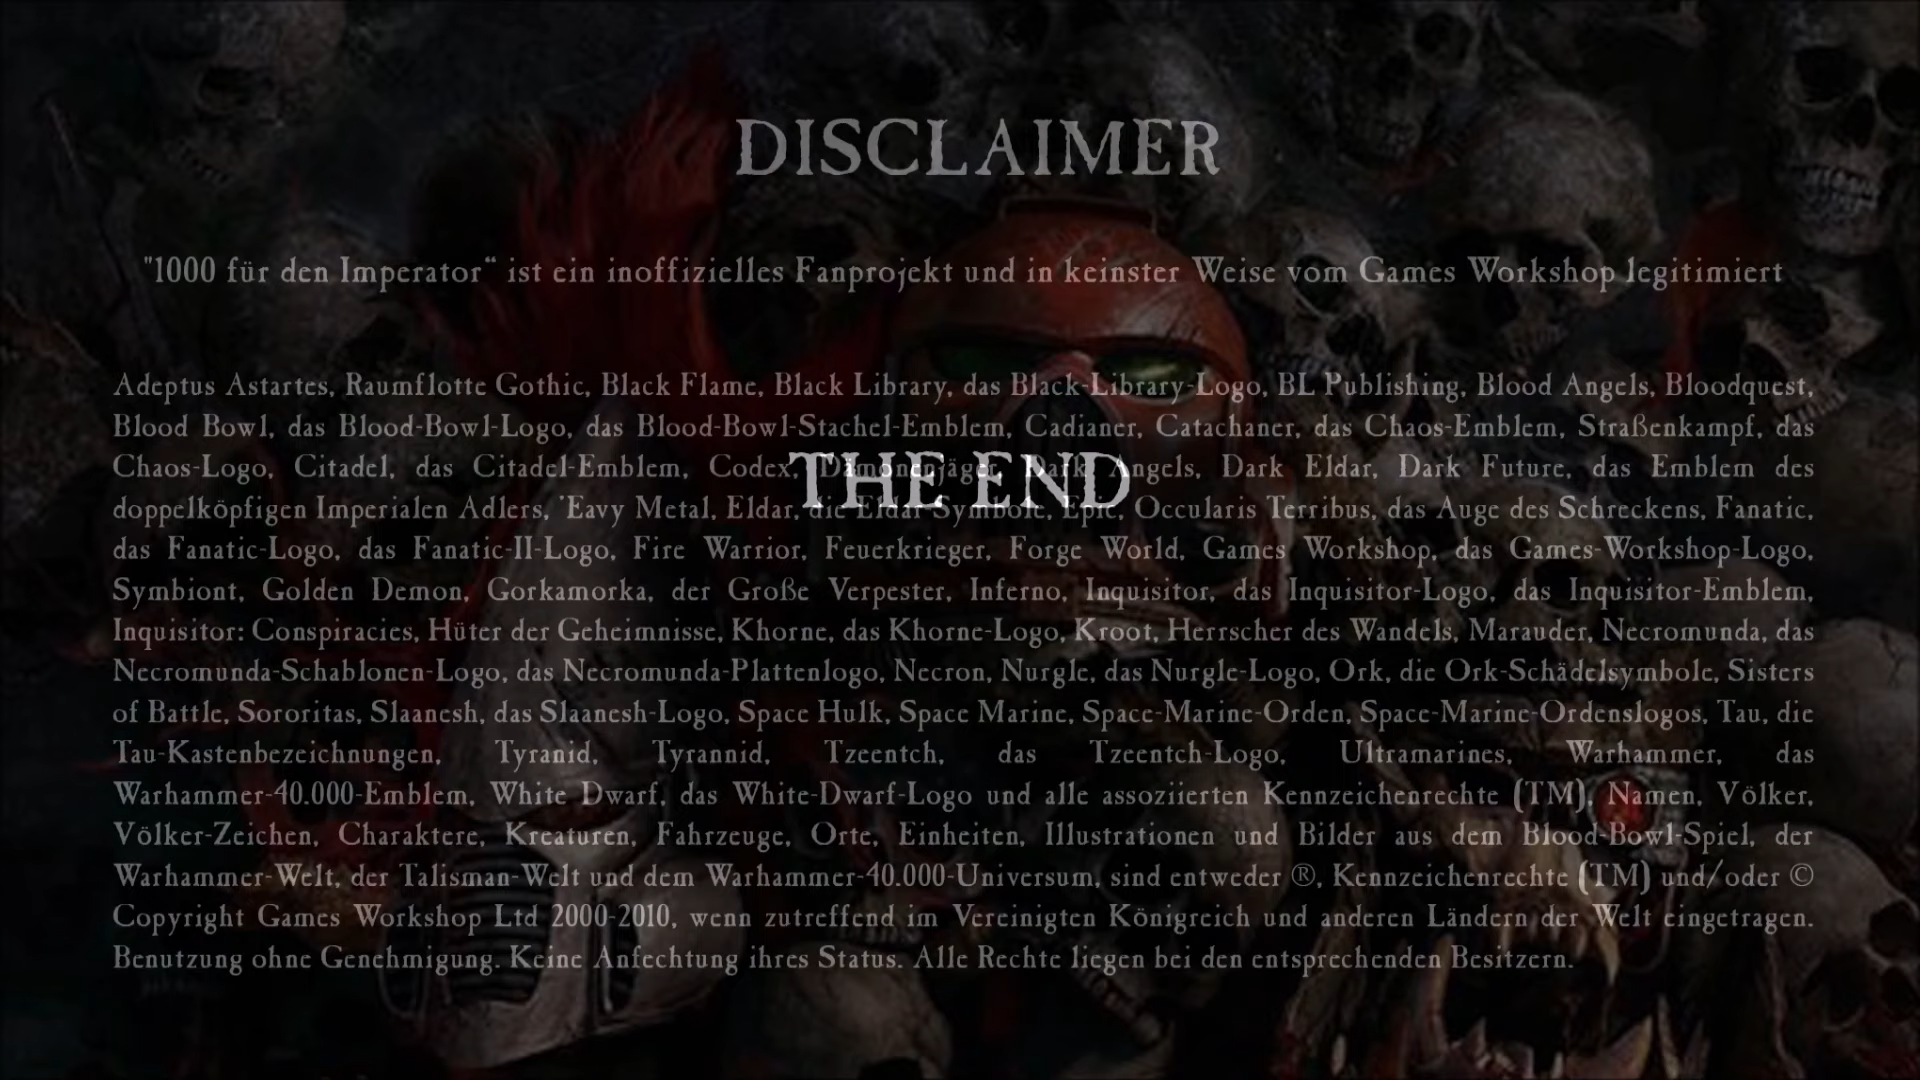 DISCLAIMER
"1000 für den Imperator“ ist ein inoffizielles Fanprojekt und in keinster Weise vom Games Workshop legitimiert
Adeptus Astartes, Raumflotte Gothic, Black Flame, Black Library, das Black-Library-Logo, BL Publishing, Blood Angels, Bloodquest,
Blood Bowl, das Blood-Bowl-Logo, das Blood-Bowl-Stachel-Emblem, Cadianer, Catachaner, das Chaos-Emblem, Straßenkampf, das
Chaos-Logo, Citadel, das Citadel-Emblem, Codex, Dämonenjäger, Dark Angels, Dark Eldar, Dark Future, das Emblem des
THE END
doppelköpfigen Imperialen Adlers, 'Eavy Metal, Eldar, die Eldar-Symbole, Epic, Occularis Terribus, das Auge des Schreckens, Fanatic,
das Fanatic-Logo, das Fanatic-II-Logo, Fire Warrior, Feuerkrieger, Forge World, Games Workshop, das Games-Workshop-Logo,
Symbiont, Golden Demon, Gorkamorka, der Große Verpester, Inferno, Inquisitor, das Inquisitor-Logo, das Inquisitor-Emblem,
Inquisitor: Conspiracies, Hüter der Geheimnisse, Khorne, das Khorne-Logo, Kroot, Herrscher des Wandels, Marauder, Necromunda, das
Necromunda-Schablonen-Logo, das Necromunda-Plattenlogo, Necron, Nurgle, das Nurgle-Logo, Ork, die Ork-Schädelsymbole, Sisters
of Battle, Sororitas, Slaanesh, das Slaanesh-Logo, Space Hulk, Space Marine, Space-Marine-Orden, Space-Marine-Ordenslogos, Tau, die
Tau-Kastenbezeichnungen, Tyranid, Tyrannid, Tzeentch, das Tzeentch-Logo, Ultramarines, Warhammer, das
Warhammer-40.000-Emblem, White Dwarf, das White-Dwarf-Logo und alle assoziierten Kennzeichenrechte (TM), Namen, Völker,
Völker-Zeichen, Charaktere, Kreaturen, Fahrzeuge, Orte, Einheiten, Illustrationen und Bilder aus dem Blood-Bowl-Spiel, der
Warhammer-Welt, der Talisman-Welt und dem Warhammer-40.000-Universum, sind entweder ®, Kennzeichenrechte (TM) und/oder ©
Copyright Games Workshop Ltd 2000-2010, wenn zutreffend im Vereinigten Königreich und anderen Ländern der Welt eingetragen.
Benutzung ohne Genehmigung. Keine Anfechtung ihres Status. Alle Rechte liegen bei den entsprechenden Besitzern.